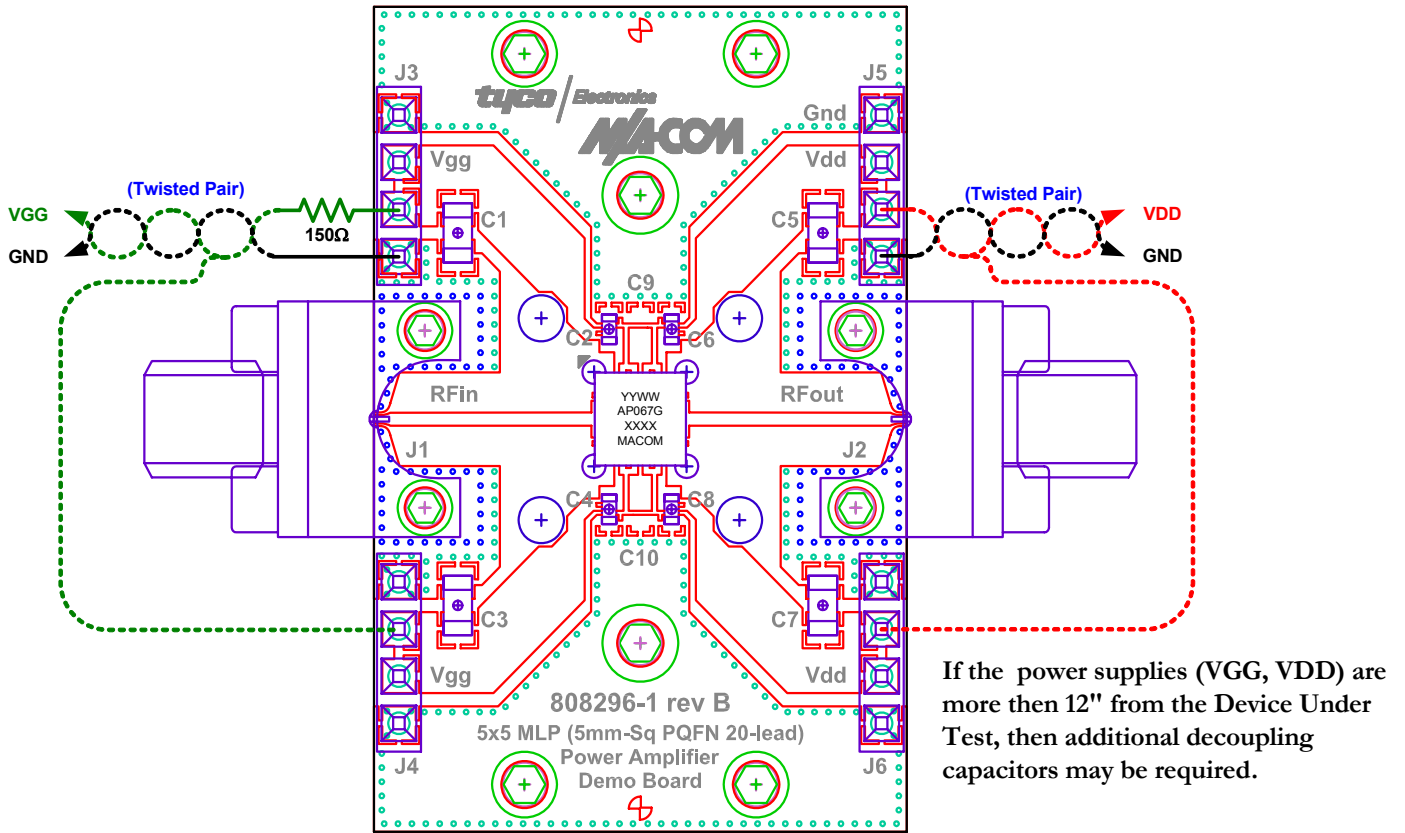 J3
J5
tyco / Electronics
M/A-COM
Gnd
Vgg
Vdd
(Twisted Pair)
(Twisted Pair)
VGG
150Ω
C1
C5
VDD
GND
GND
C9
C2
C6
RFin
YYWW
AP067G
XXXX
MACOM
RFout
J1
J2
C4
C8
C10
C3
C7
Vgg
Vdd
808296-1 rev B
5x5 MLP (5mm-Sq PQFN 20-lead)
Power Amplifier
Demo Board
J4
J6
If the power supplies (VGG, VDD) are
more then 12" from the Device Under
Test, then additional decoupling
capacitors may be required.